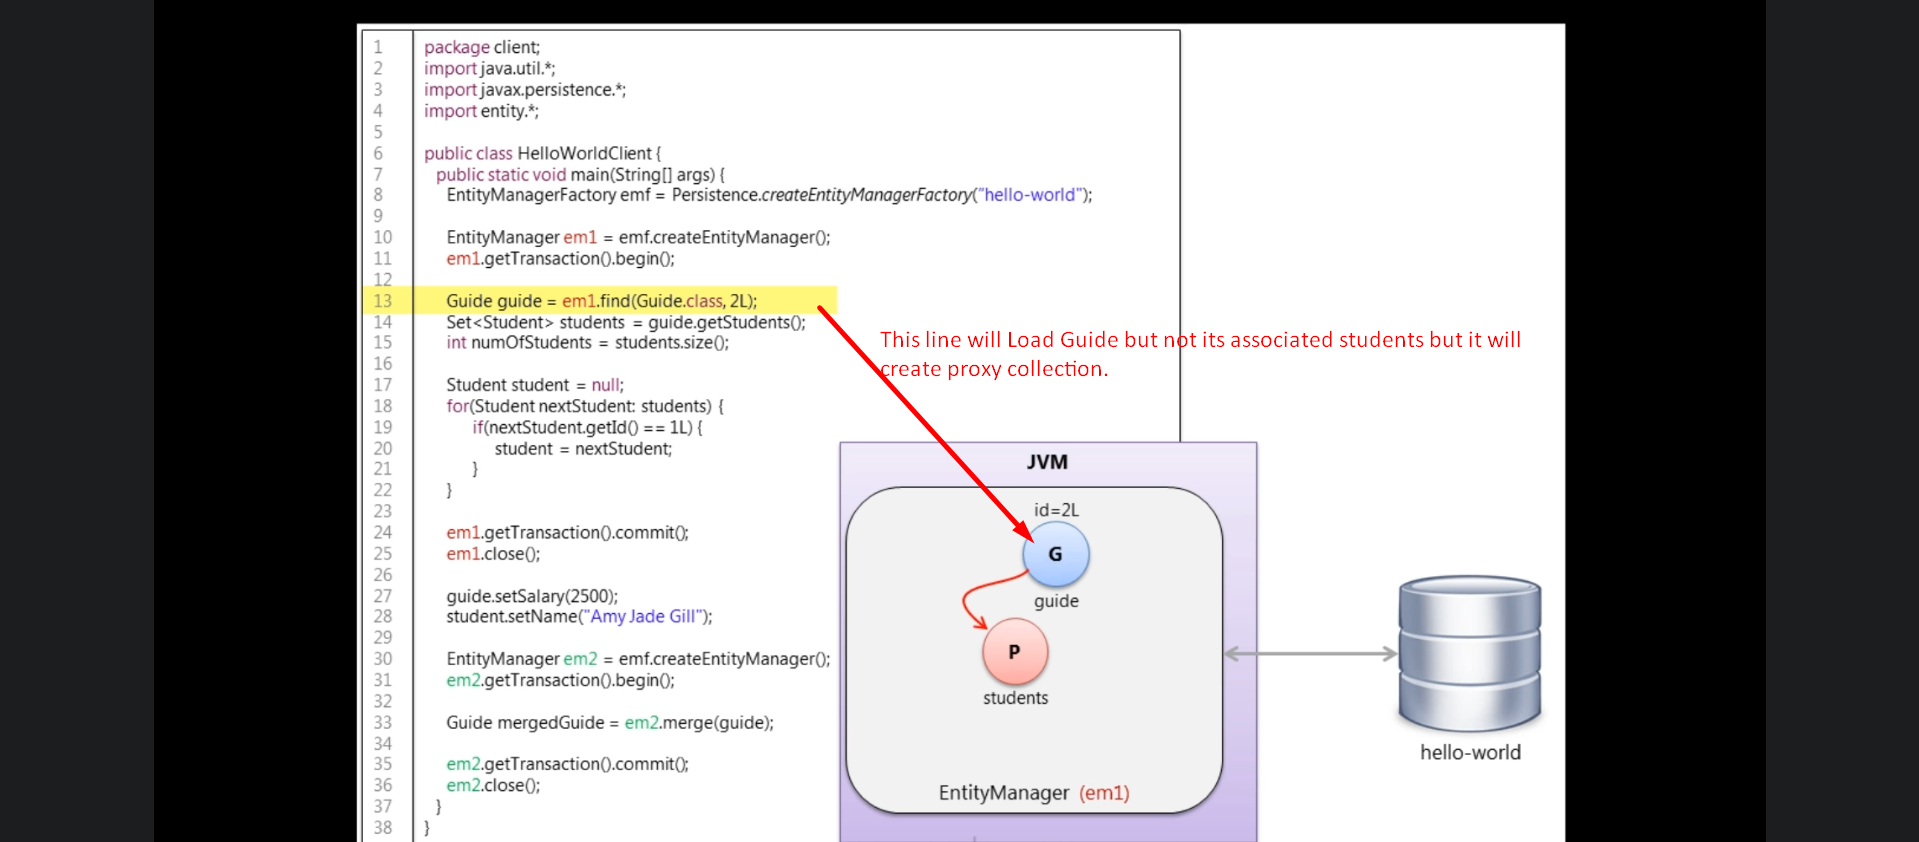 1 package client;
2 import java.util.*;
3 import javax.persistence.*;
4 import entity.*;
5
6 public class HelloWorldClient {
7 public static void main(String[] args) {
8 EntityManagerFactory emf = Persistence.createEntityManagerFactory("hello-world");
9
10 EntityManager em1 = emf.createEntityManager();
11 em1.getTransaction().begin();
12
13 Guide guide = em1.find(Guide.class, 2L);
14 Set<Student> students = guide.getStudents();
15 int numOfStudents = students.size();
16
17 Student student = null;
18 for(Student nextStudent: students) {
19 if(nextStudent.getId() == 1L) {
20 student = nextStudent;
21 }
22 }
23
24 em1.getTransaction().commit();
25 em1.close();
26
27 guide.setSalary(2500);
28 student.setName("Amy Jade Gill");
29
30 EntityManager em2 = emf.createEntityManager();
31 em2.getTransaction().begin();
32
33 Guide mergedGuide = em2.merge(guide);
34
35 em2.getTransaction().commit();
36 em2.close();
37 }
38 }
This line will Load Guide but not its associated students but it will
create proxy collection.
JVM
id=2L
G
guide
P
students
EntityManager (em1)
hello-world